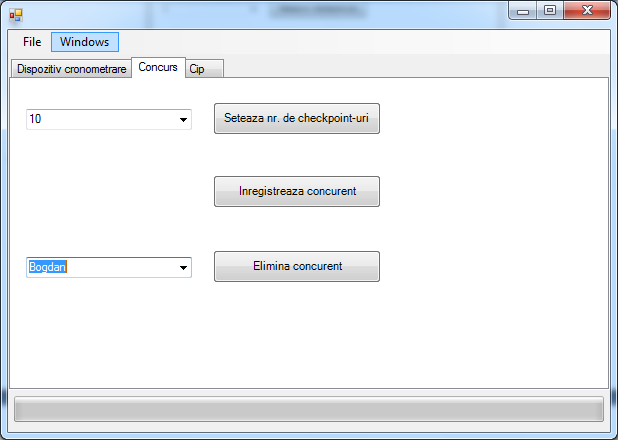 File Windows
Dispozitiv cronometrare Concurs Cip
10 Seteaza nr. de checkpoint-uri
Inregistreaza concurent
Bogdan Elimina concurent